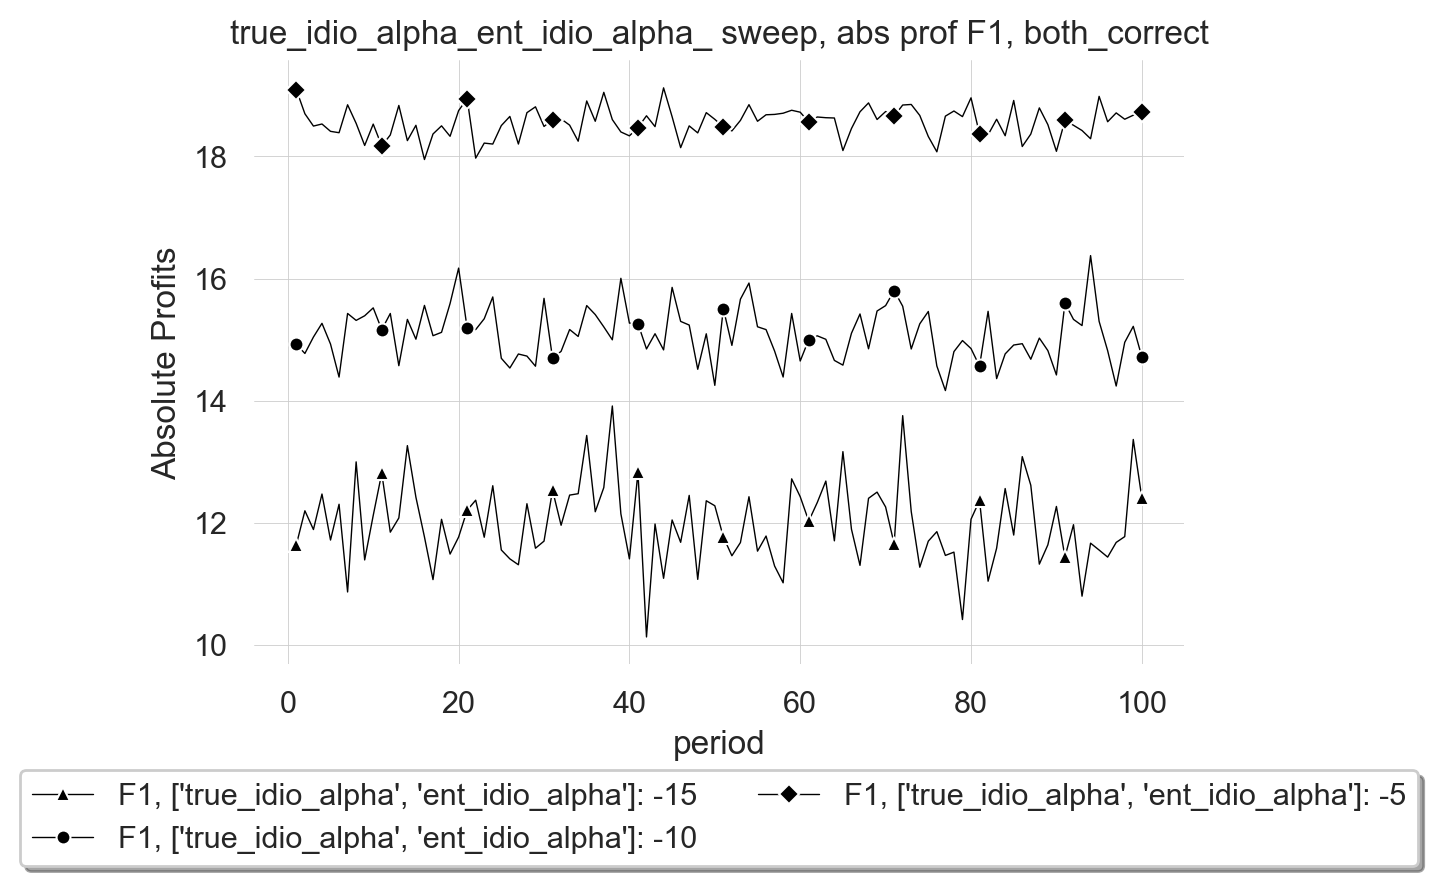 true_idio_alpha_ent_idio_alpha_ sweep, abs prof F1, both_correct
Absolute Profits
18
16
14
12
10
0 20 40 60 80 100
period
F1, ['true_idio_alpha', 'ent_idio_alpha']: -15
F1, ['true_idio_alpha', 'ent_idio_alpha']: -10
F1, ['true_idio_alpha', 'ent_idio_alpha']: -5